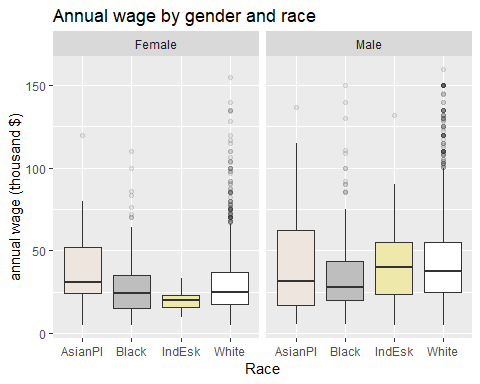 Annual wage by gender and race
Female
Male
annual wage (thousand $)
150
100
50
0
AsianPI Black IndEsk White AsianPI Black IndEsk White
Race